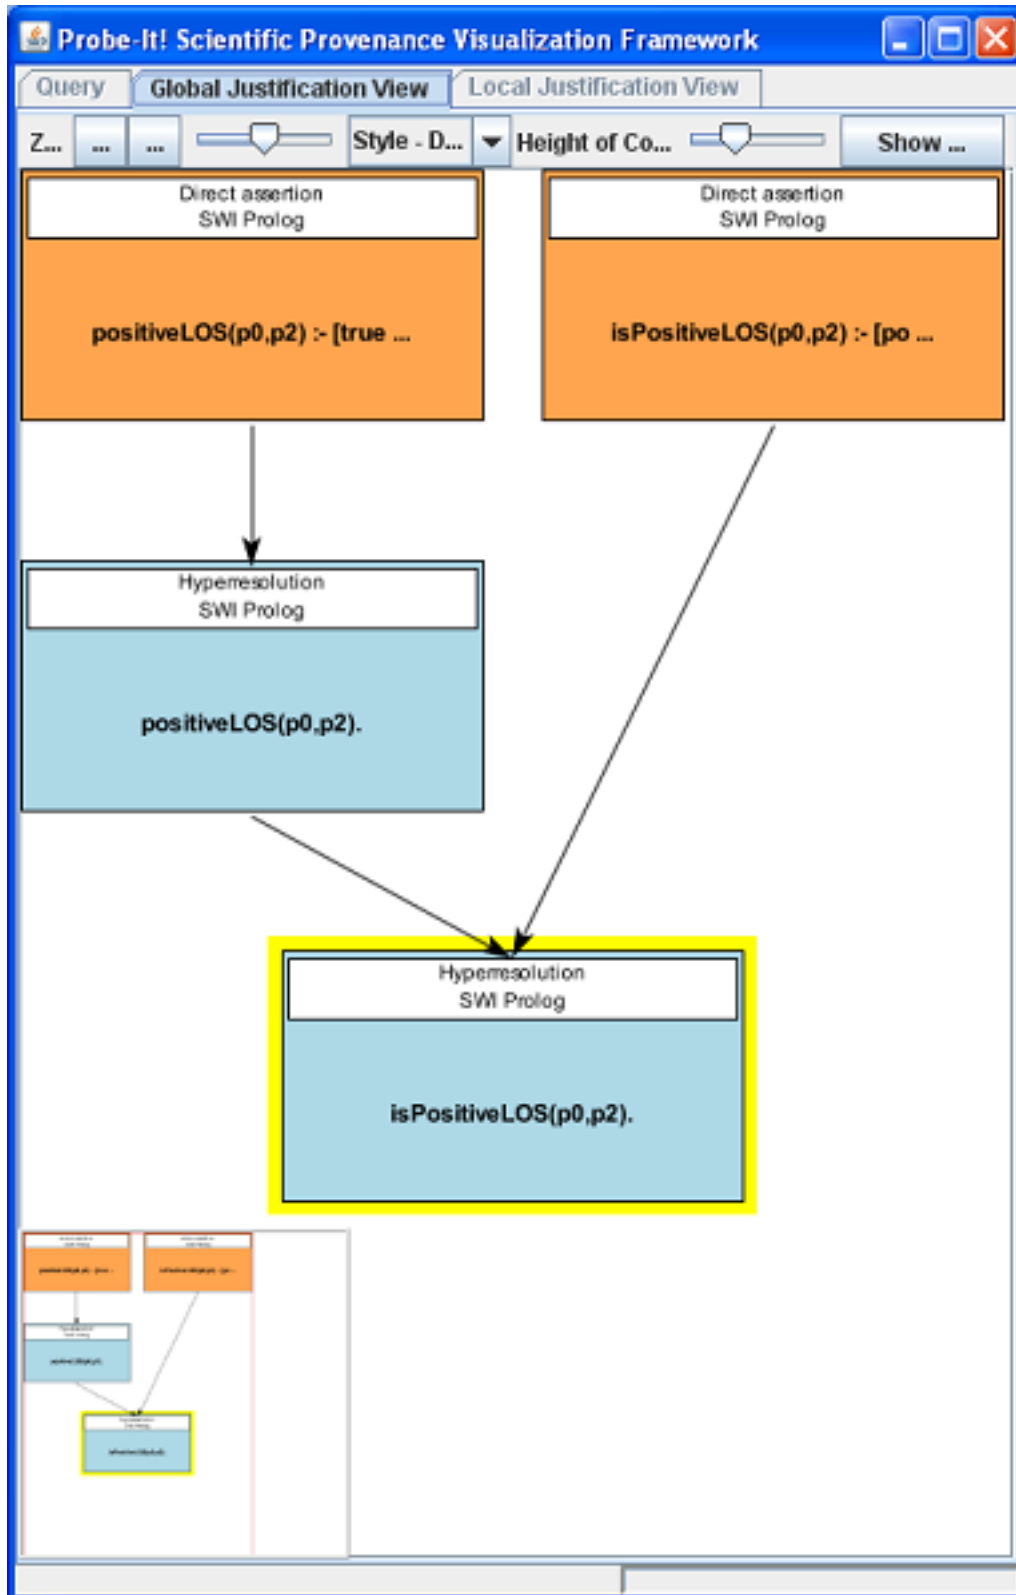 Probe-It! Scientific Provenance Visualization Framework
Query Global Justification View Local Justification View
Z... ... ... Style - D... Height of Co... Show ...
Direct assertion
SWI Prolog
positiveLOS(p0,p2) :- [true ...
Direct assertion
SWI Prolog
isPositiveLOS(p0,p2) :- [po ...
Hyperresolution
SWI Prolog
positiveLOS(p0,p2).
Hyperresolution
SWI Prolog
isPositiveLOS(p0,p2).